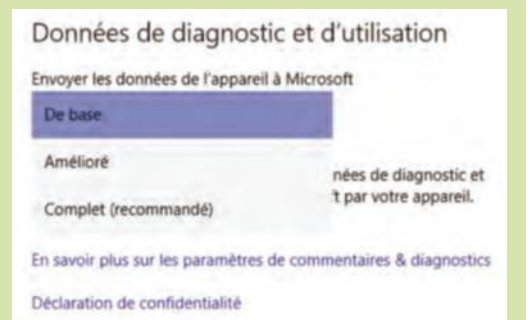 Données de diagnostic et d'utilisation
Envoyer les données de l'appareil à Microsoft
De base
Amélioré
nées de diagnostic et
't par votre appareil.
Complet (recommandé)
En savoir plus sur les paramètres de commentaires & diagnostics
Déclaration de confidentialité